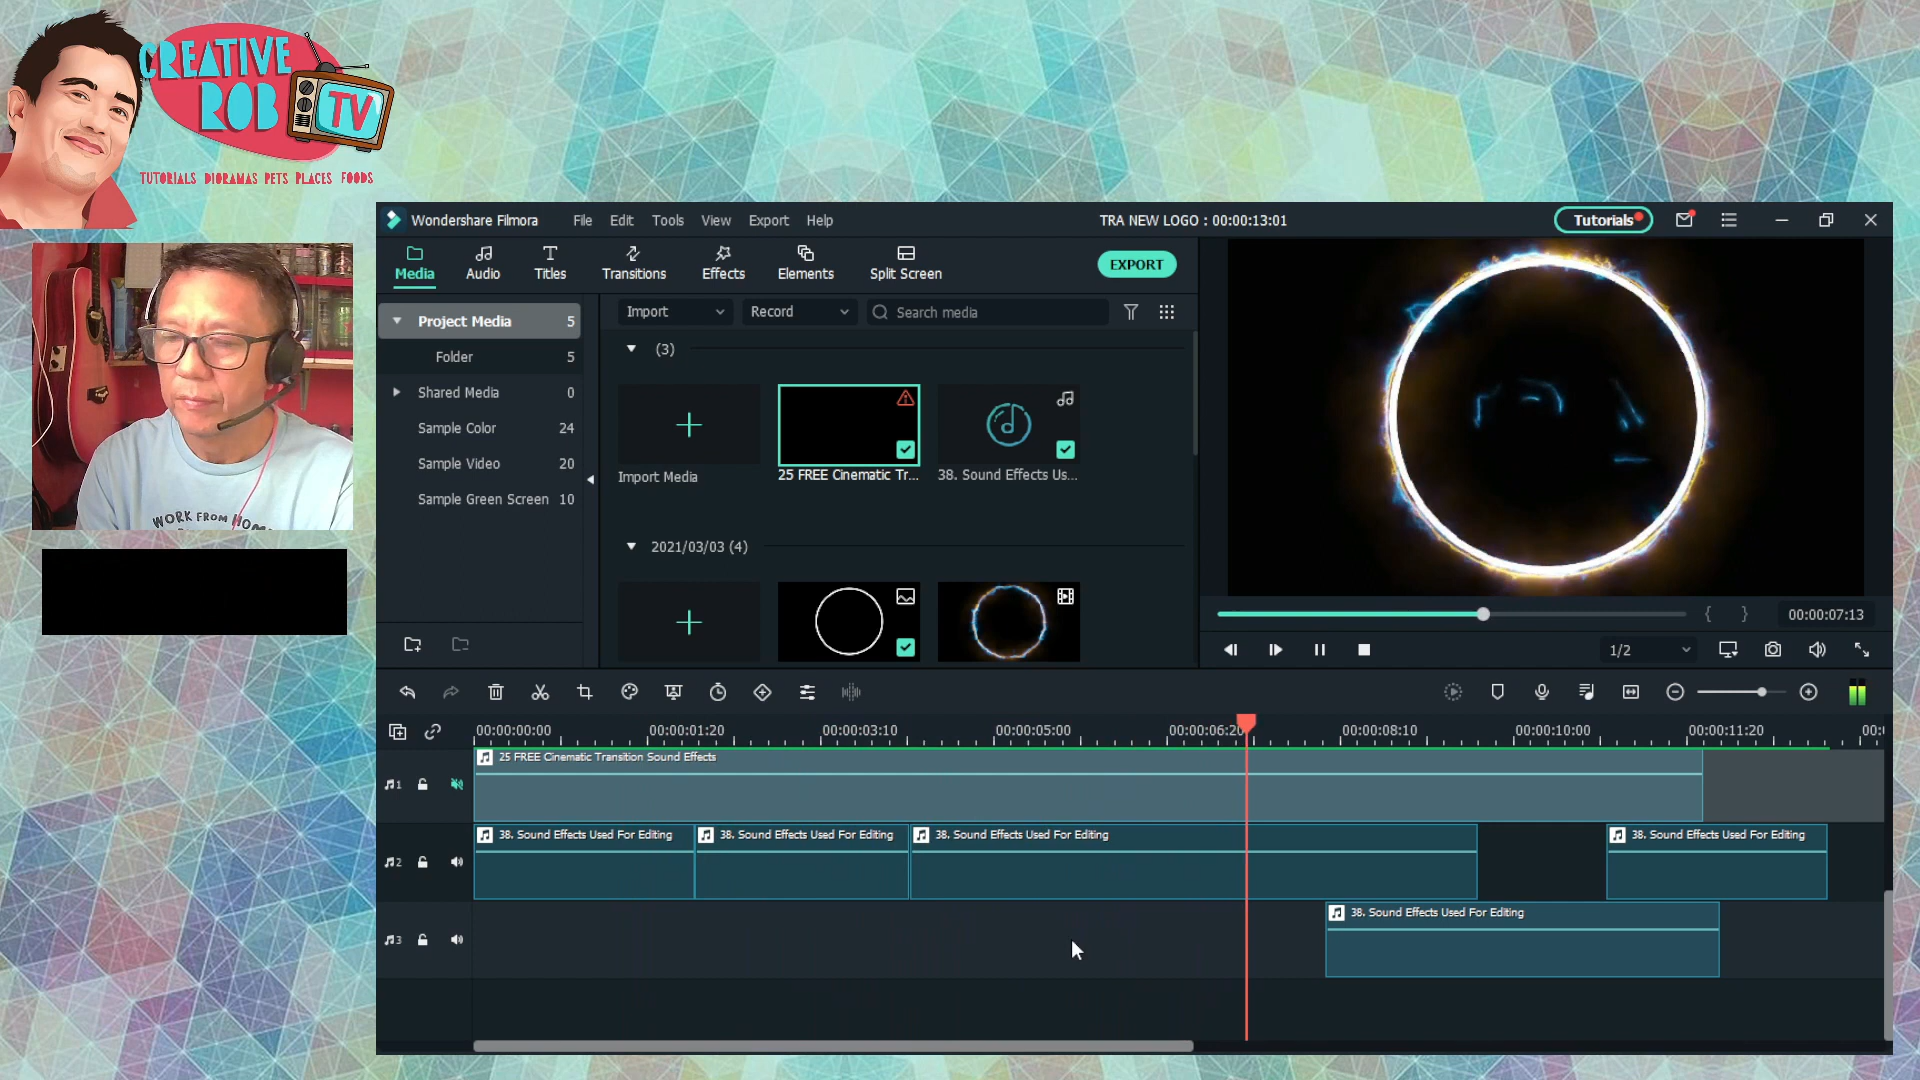 CREATIVE
ROB
TV
TUTORIALS DIORAMAS PETS PLACES FOODS
WORK FROM HOME
Wondershare Filmora File Edit Tools View Export Help TRA NEW LOGO : 00:00:13:01 Tutorials
Media Audio Titles Transitions Effects Elements Split Screen EXPORT
Project Media 5
Folder 5
Shared Media 0
Sample Color 24
Sample Video 20
Sample Green Screen 10
Import Record Search media
(3)
Import Media 25 FREE Cinematic Tr... 38. Sound Effects Us...
2021/03/03 (4)
{ } 00:00:07:13
1/2
00:00:00:00 00:00:01:20 00:00:03:10 00:00:05:00 00:00:06:20 00:00:08:10 00:00:10:00 00:00:11:20
1 25 FREE Cinematic Transition Sound Effects
2 38. Sound Effects Used For Editing 38. Sound Effects Used For Editing 38. Sound Effects Used For Editing 38. Sound Effects Used For Editing
3 38. Sound Effects Used For Editing